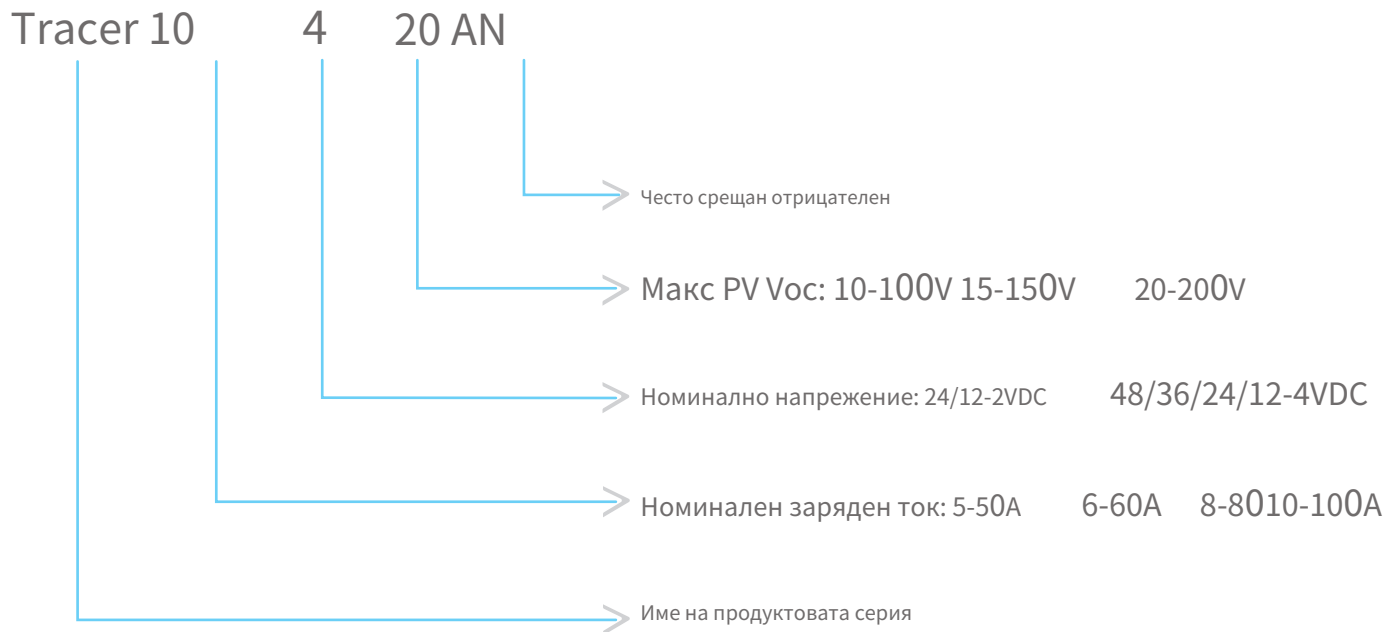 Tracer 10 4 20 AN
Често срещан отрицателен
Макс PV Voc: 10-100V 15-150V 20-200V
Номинално напрежение: 24/12-2VDC 48/36/24/12-4VDC
Номинален заряден ток: 5-50A 6-60A 8-8010-100A
Име на продуктовата серия